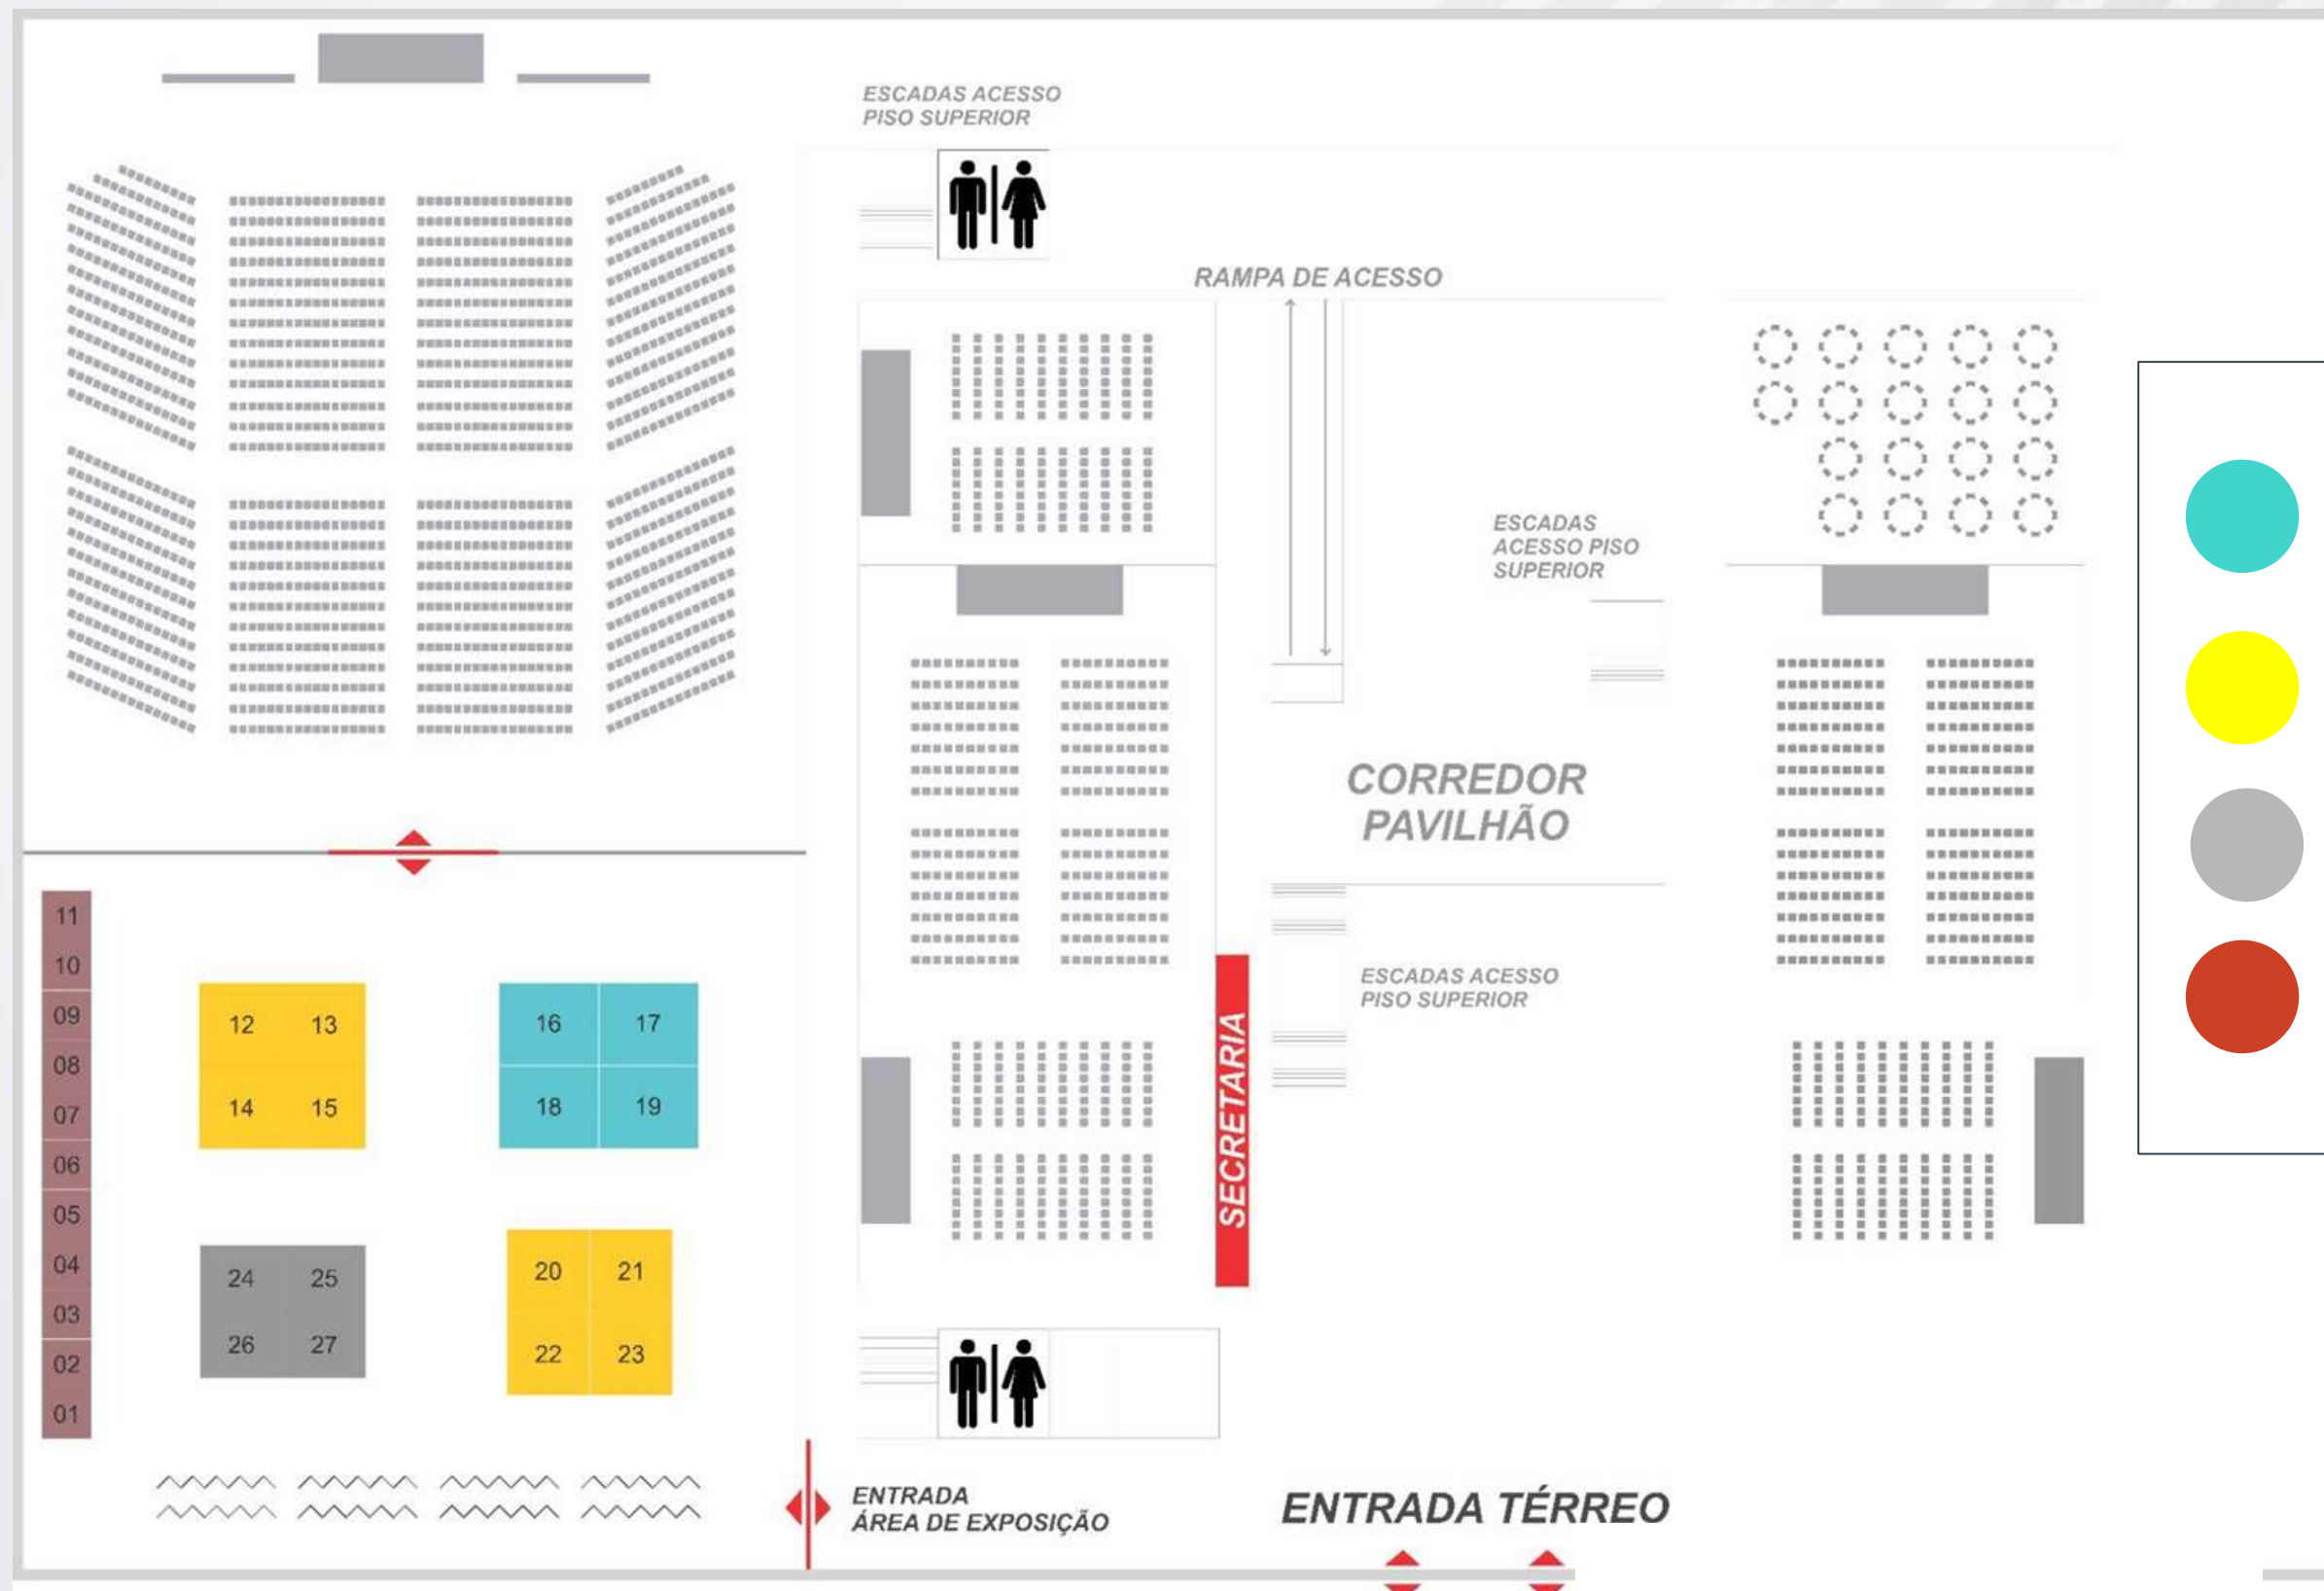 ESCADAS ACESSO
PISO SUPERIOR
RAMPA DE ACESSO
ESCADAS
ACESSO PISO
SUPERIOR
CORREDOR
PAVILHÃO
11
10
09
08
07
06
05
04
03
02
01
12 13
14 15
16 17
18 19
24 25
26 27
20 21
22 23
SECRETARIA
ESCADAS ACESSO
PISO SUPERIOR
ENTRADA
ÁREA DE EXPOSIÇÃO
ENTRADA TÉRREO